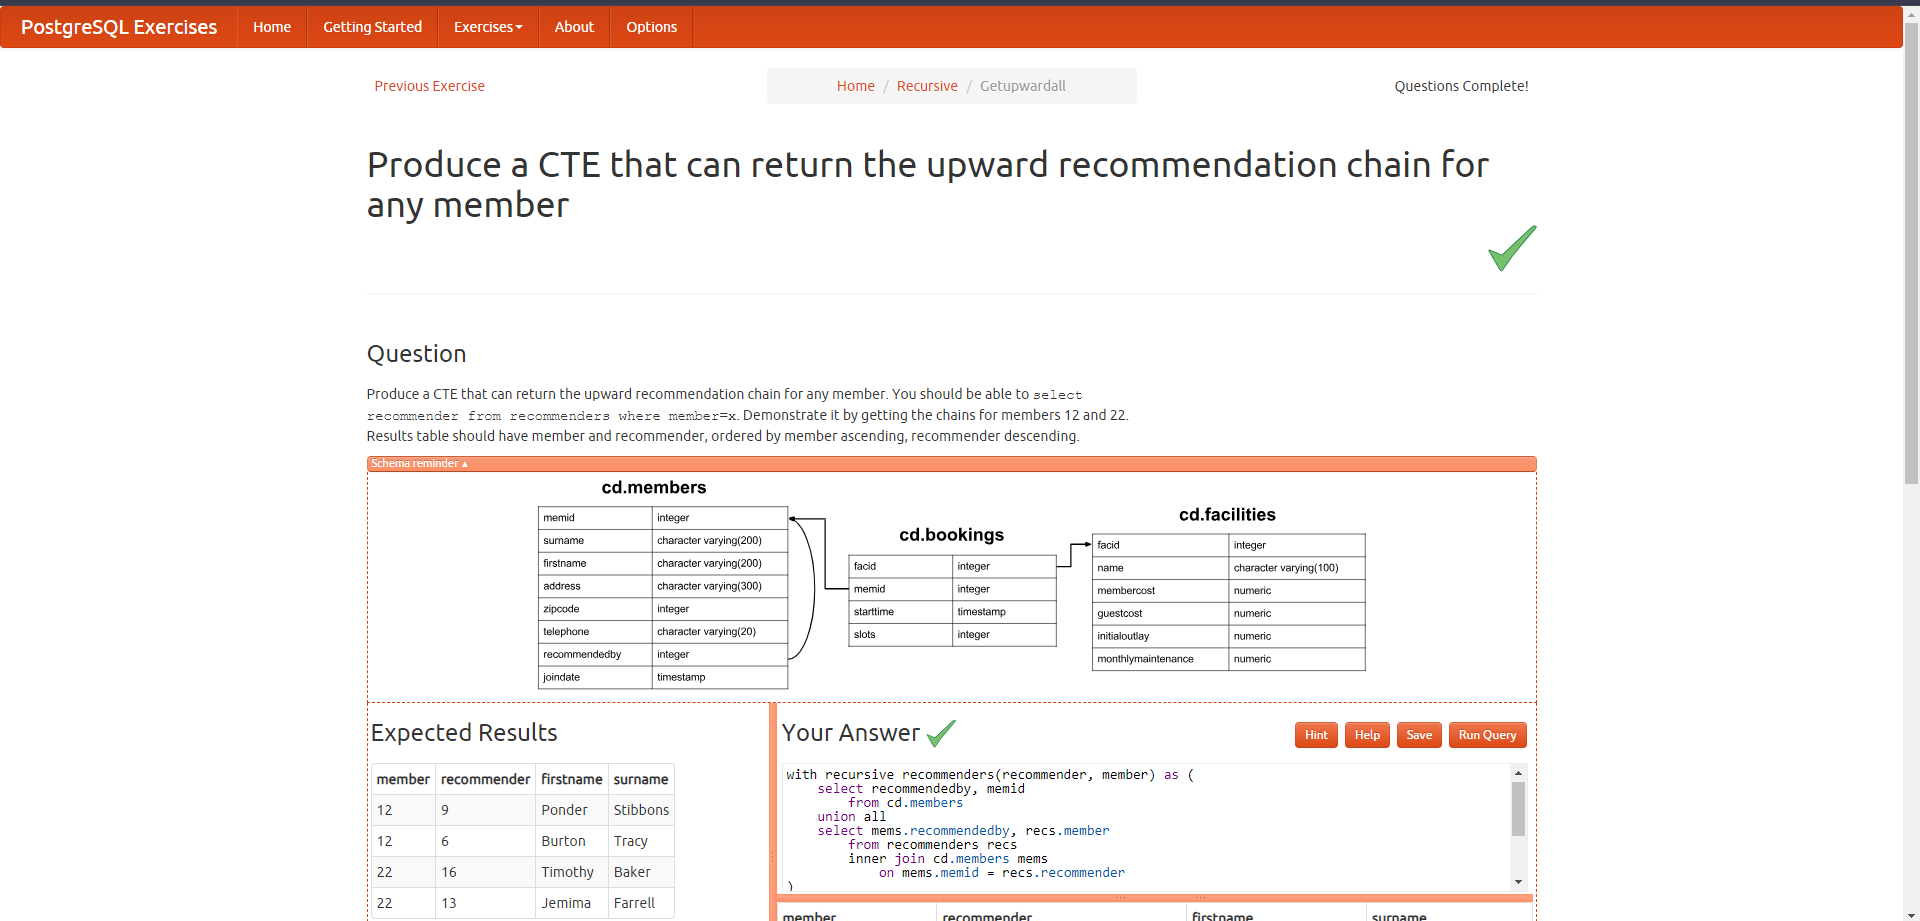 PostgreSQL Exercises Home Getting Started Exercises About Options
Previous Exercise Home / Recursive / Getupwardall Questions Complete!
Produce a CTE that can return the upward recommendation chain for
any member
Question
Produce a CTE that can return the upward recommendation chain for any member. You should be able to select
recommender from recommenders where member=x. Demonstrate it by getting the chains for members 12 and 22.
Results table should have member and recommender, ordered by member ascending, recommender descending.
Schema reminder ▲
cd.members
memid integer
surname character varying(200)
firstname character varying(200)
address character varying(300)
zipcode integer
telephone character varying(20)
recommendedby integer
joindate timestamp
cd.bookings
facid integer
memid integer
starttime timestamp
slots integer
cd.facilities
facid integer
name character varying(100)
membercost numeric
guestcost numeric
initialoutlay numeric
monthlymaintenance numeric
Expected Results
member recommender firstname surname
12 9 Ponder Stibbons
12 6 Burton Tracy
22 16 Timothy Baker
22 13 Jemima Farrell
Your Answer
Hint Help Save Run Query
with recursive recommenders(recommender, member) as (
select recommendedby, memid
from cd.members
union all
select mems.recommendedby, recs.member
from recommenders recs
inner join cd.members mems
on mems.memid = recs.recommender
)
member recommender firstname surname